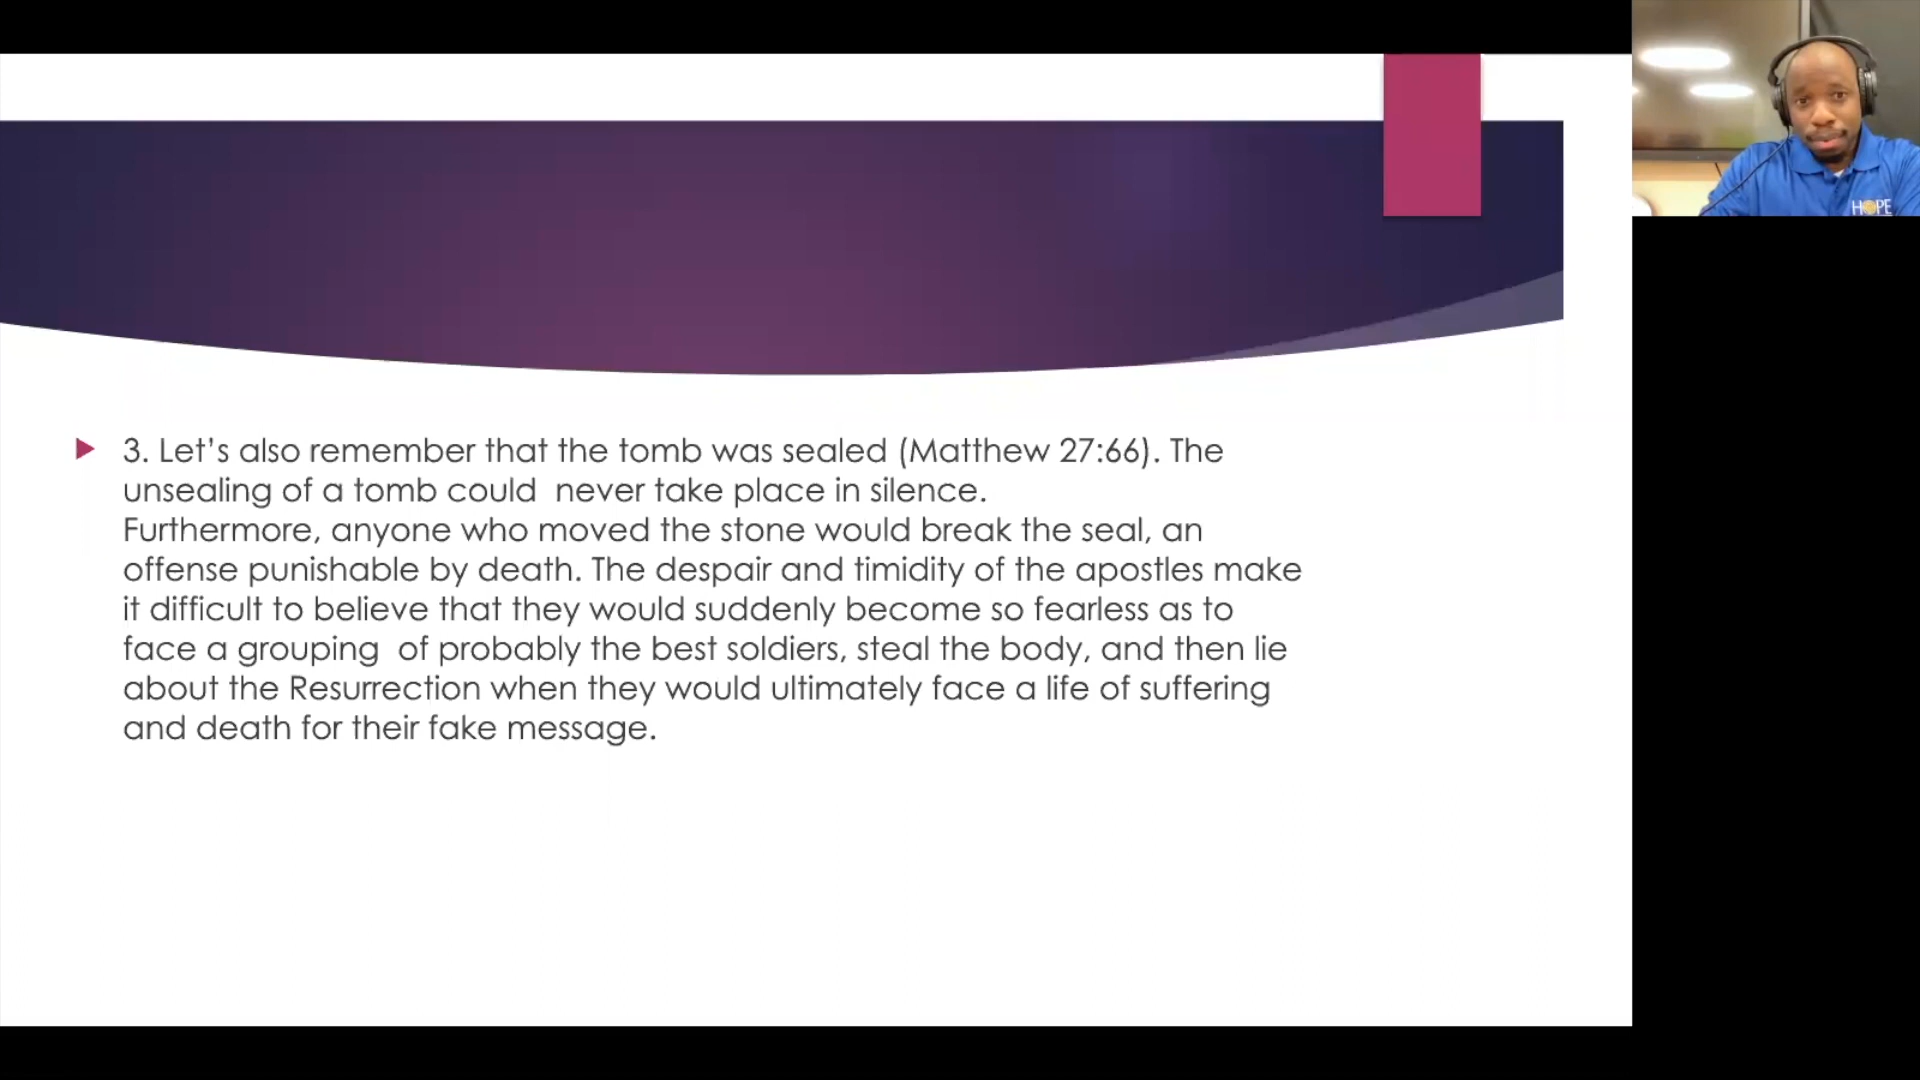 3. Let’s also remember that the tomb was sealed (Matthew 27:66). The
unsealing of a tomb could  never take place in silence.
Furthermore, anyone who moved the stone would break the seal, an
offense punishable by death. The despair and timidity of the apostles make
it difficult to believe that they would suddenly become so fearless as to
face a grouping  of probably the best soldiers, steal the body, and then lie
about the Resurrection when they would ultimately face a life of suffering
and death for their fake message.
HOPE